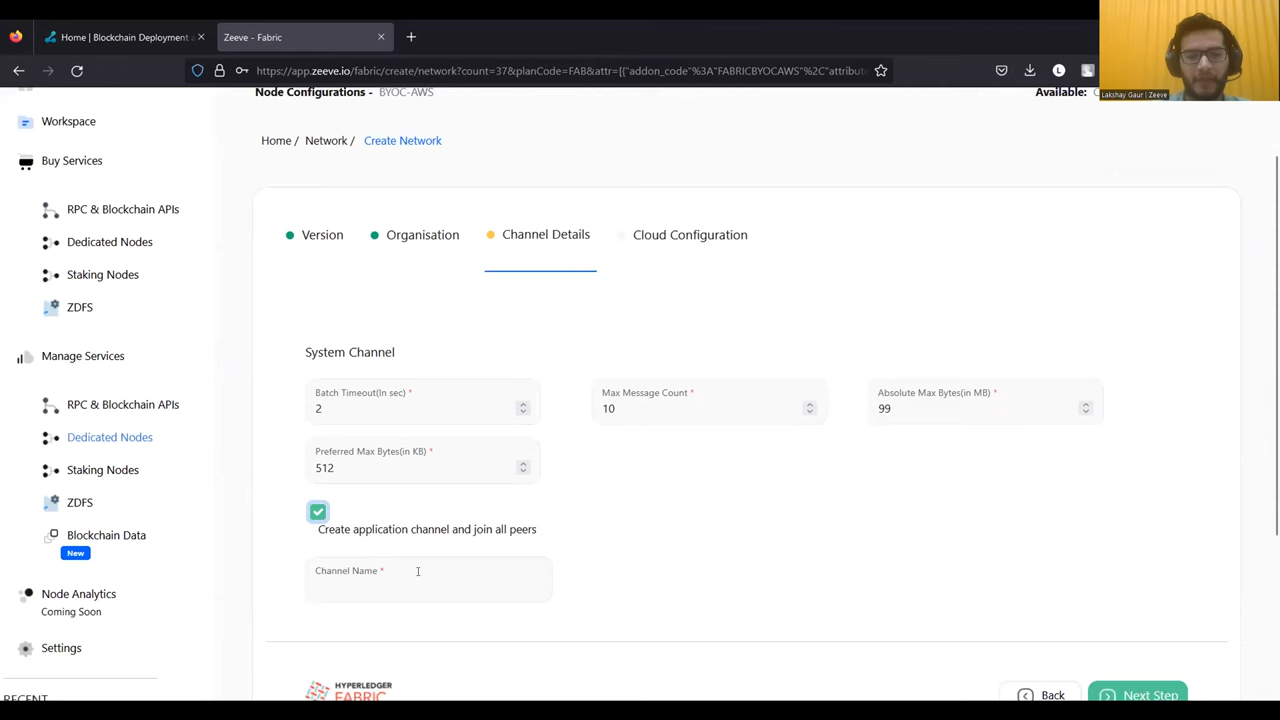 Home | Blockchain Deployment
Zeeve - Fabric
https://app.zeeve.io/fabric/create/network?count=37&planCode=FAB&attr=[{"addon_code"%3A"FABRICBYOCAWS"%2C"attribute
Lakshay Gaur | Zeeve
Node Configurations - BYOC-AWS
Available:
Workspace
Home / Network / Create Network
Buy Services
RPC & Blockchain APIs
Dedicated Nodes
Staking Nodes
ZDFS
Manage Services
RPC & Blockchain APIs
Dedicated Nodes
Staking Nodes
ZDFS
Blockchain Data
New
Node Analytics
Coming Soon
Settings
RECENT
Version
Organisation
Channel Details
Cloud Configuration
System Channel
Batch Timeout(In sec) *
2
Max Message Count *
10
Absolute Max Bytes(in MB) *
99
Preferred Max Bytes(in KB) *
512
Create application channel and join all peers
Channel Name *
HYPERLEDGER
FABRIC
Back
Next Step